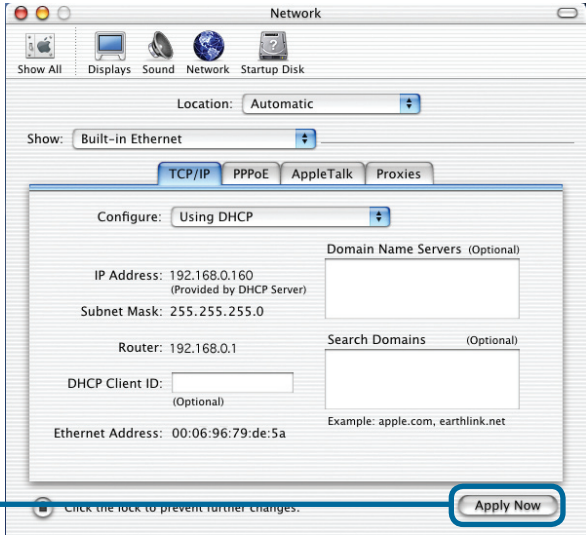 Network
Show All Displays Sound Network Startup Disk
Location: Automatic
Show: Built-in Ethernet
TCP/IP PPPoE AppleTalk Proxies
Configure: Using DHCP
Domain Name Servers (Optional)
IP Address: 192.168.0.160
(Provided by DHCP Server)
Subnet Mask: 255.255.255.0
Router: 192.168.0.1
Search Domains (Optional)
DHCP Client ID:
(Optional)
Example: apple.com, earthlink.net
Ethernet Address: 00:06:96:79:de:5a
Click the lock to prevent further changes.
Apply Now